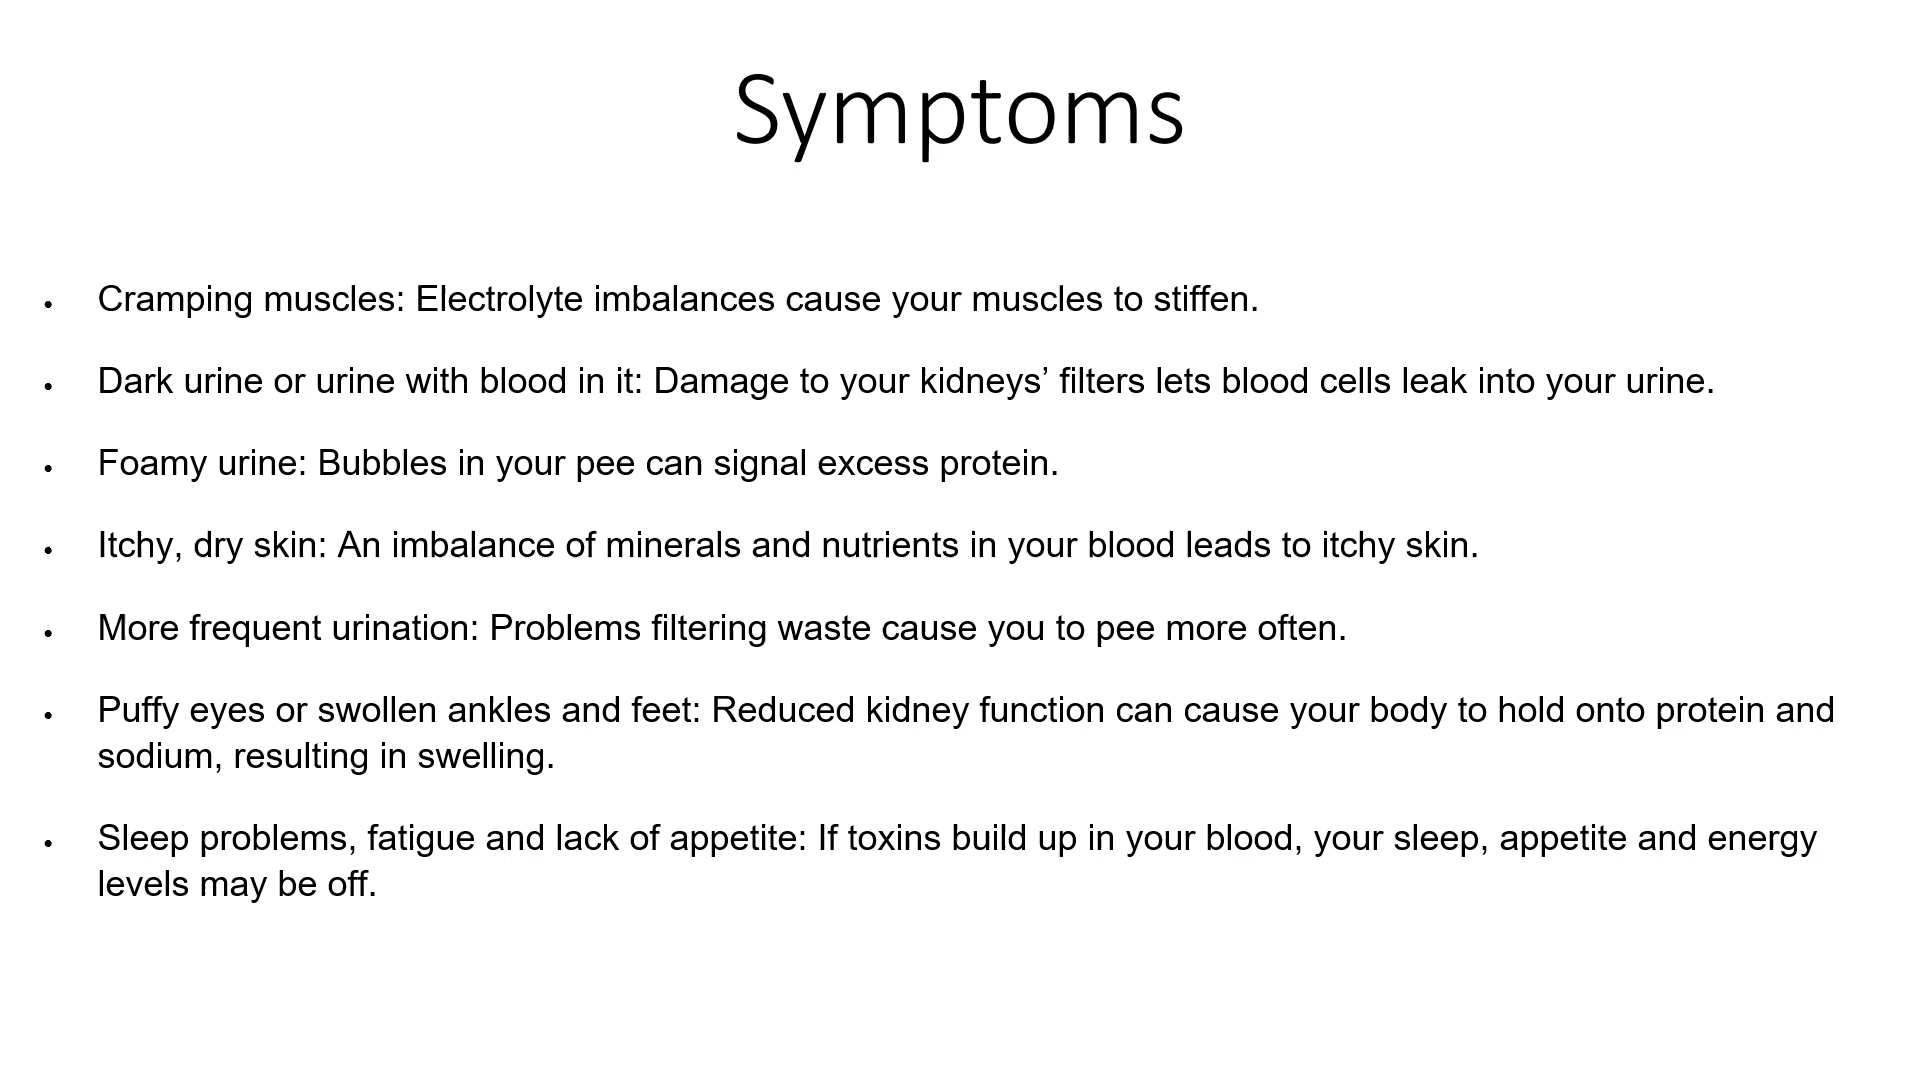 Symptoms
• Cramping muscles: Electrolyte imbalances cause your muscles to stiffen.
• Dark urine or urine with blood in it: Damage to your kidneys’ filters lets blood cells leak into your urine.
• Foamy urine: Bubbles in your pee can signal excess protein.
• Itchy, dry skin: An imbalance of minerals and nutrients in your blood leads to itchy skin.
• More frequent urination: Problems filtering waste cause you to pee more often.
• Puffy eyes or swollen ankles and feet: Reduced kidney function can cause your body to hold onto protein and
sodium, resulting in swelling.
• Sleep problems, fatigue and lack of appetite: If toxins build up in your blood, your sleep, appetite and energy
levels may be off.